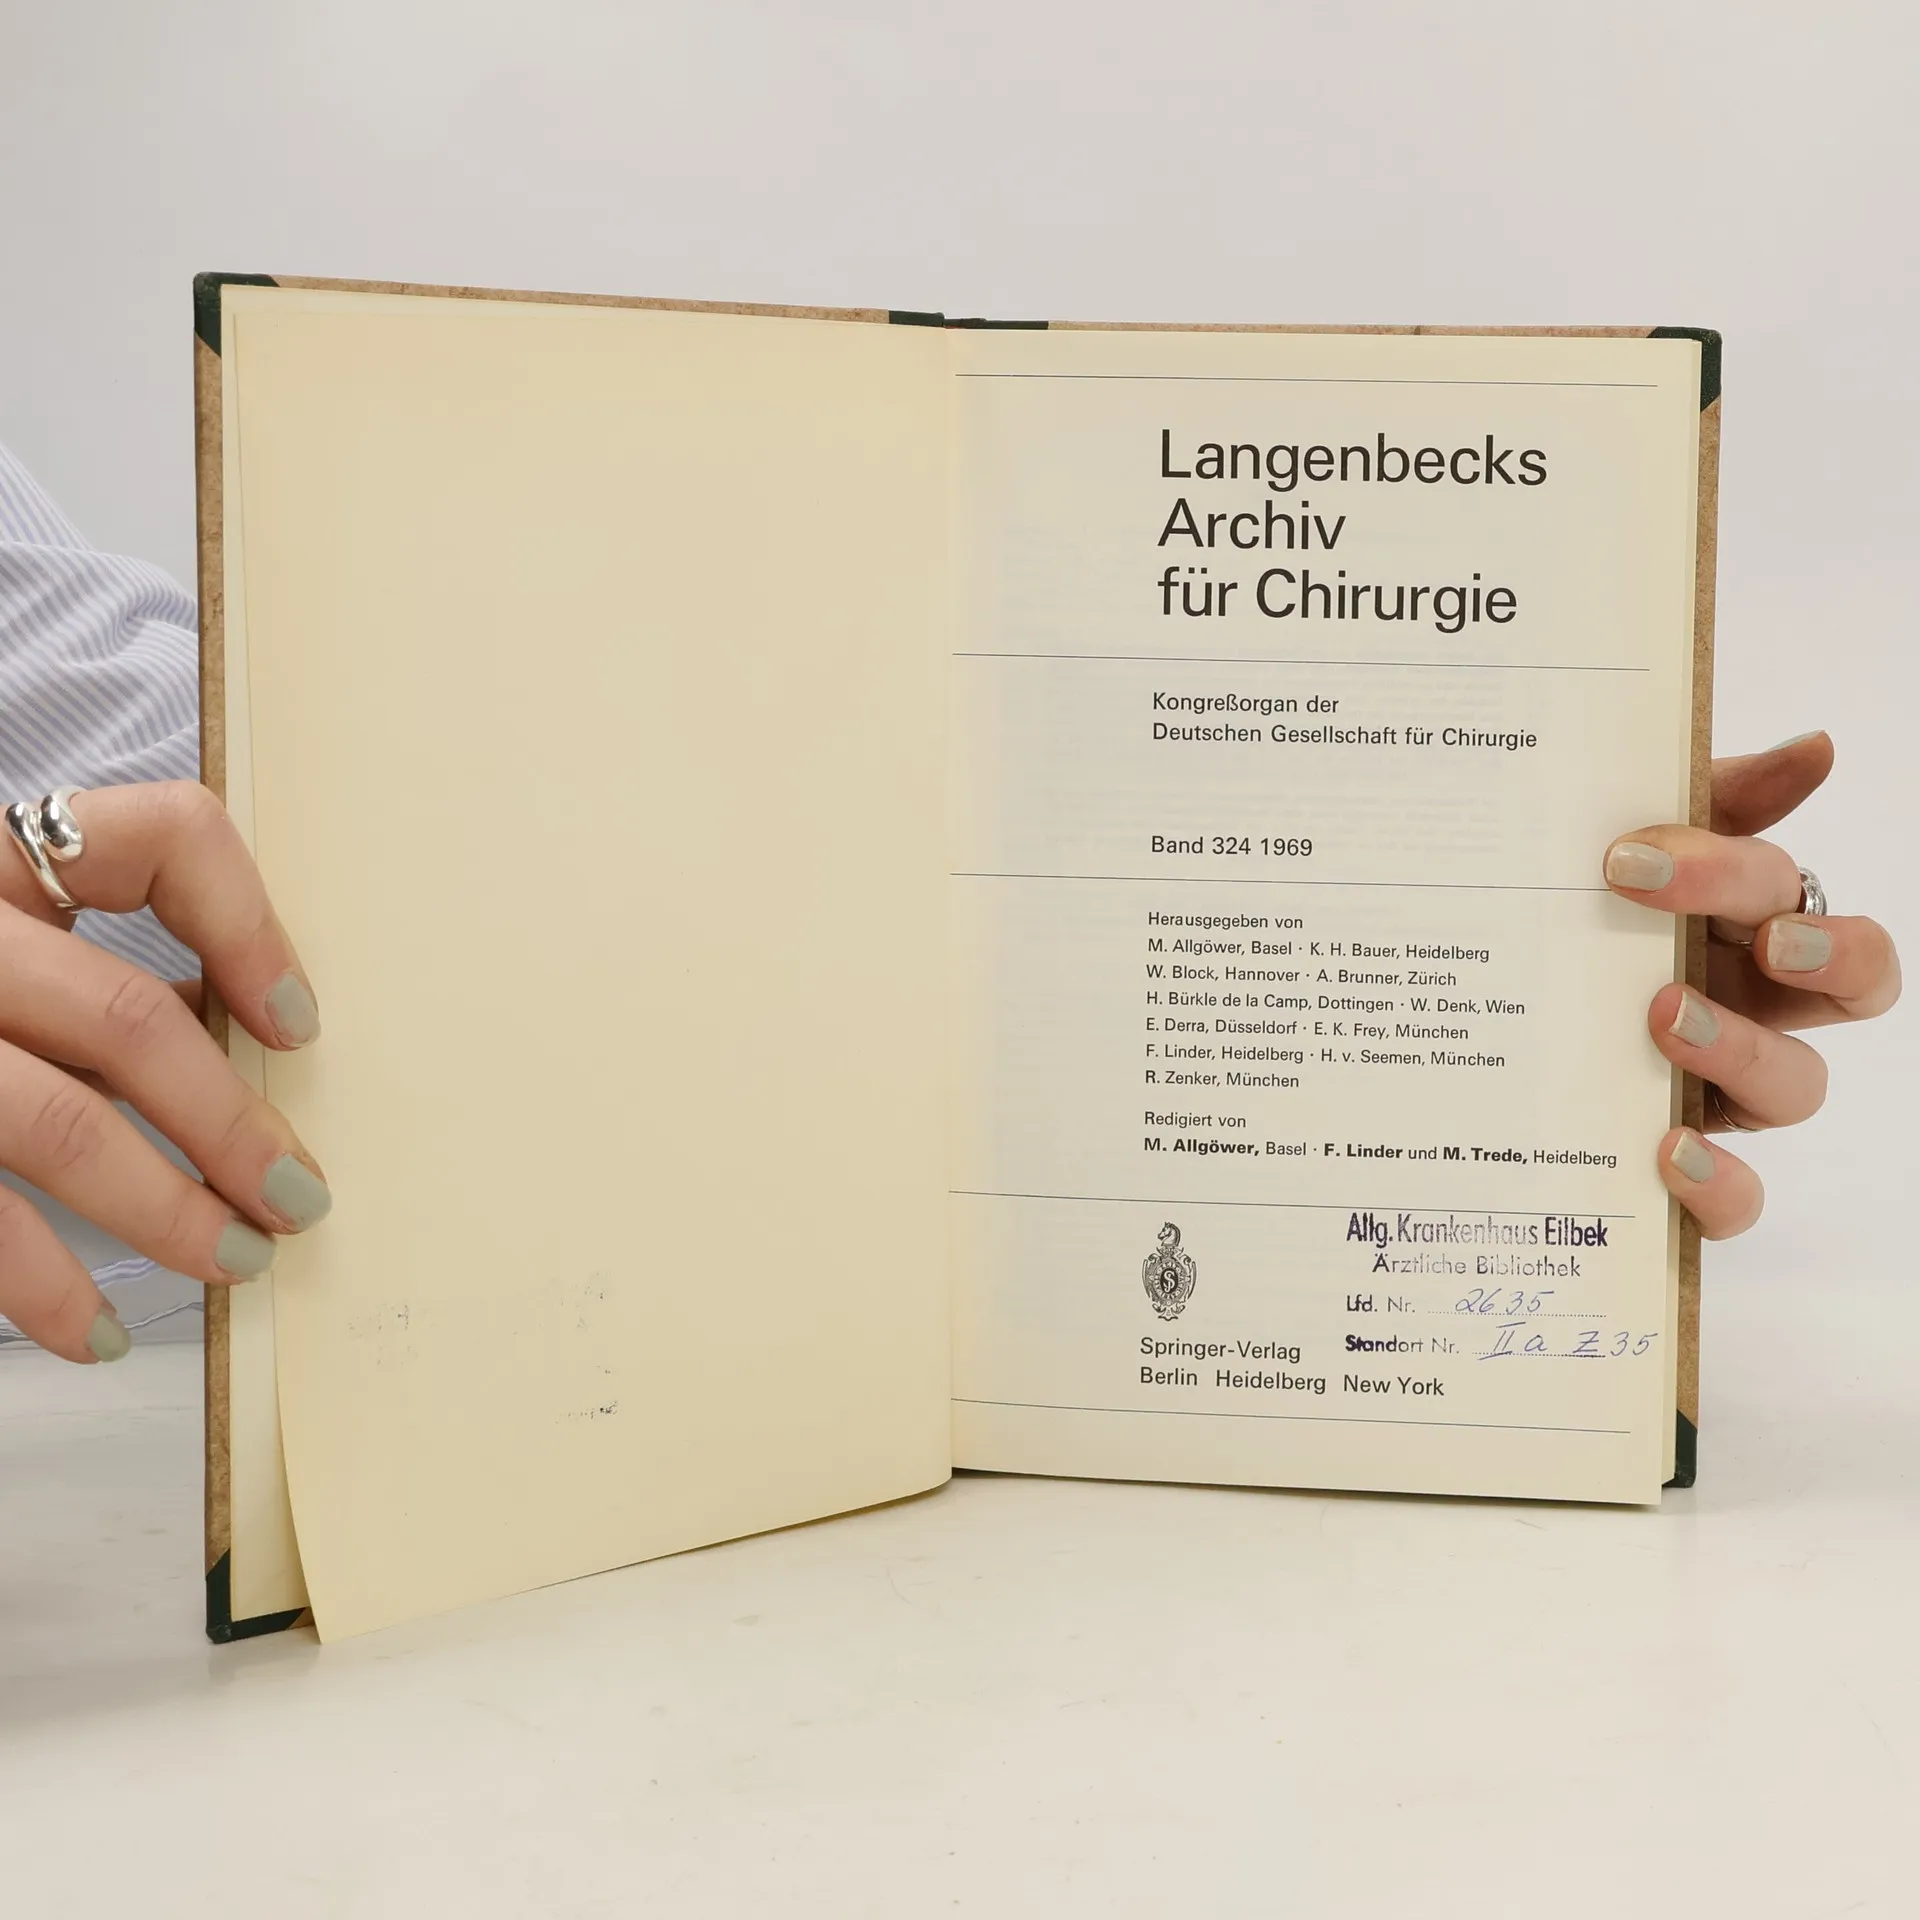 Langenbecks
Archiv
für Chirurgie
Kongreßorgan der
Deutschen Gesellschaft für Chirurgie
Band 324 1969
Herausgegeben von
M. Allgöwer, Basel · K. H. Bauer, Heidelberg
W. Block, Hannover · A. Brunner, Zürich
H. Bürkle de la Camp, Dottingen · W. Denk, Wien
E. Derra, Düsseldorf · E. K. Frey, München
F. Linder, Heidelberg · H. v. Seemen, München
R. Zenker, München
Redigiert von
M. Allgöwer, Basel · F. Linder und M. Trede, Heidelberg
Allg. Krankenhaus Eilbek
Ärztliche Bibliothek
Lfd. Nr. 2635
Standort Nr. II a Z 35
Springer-Verlag
Berlin Heidelberg New York